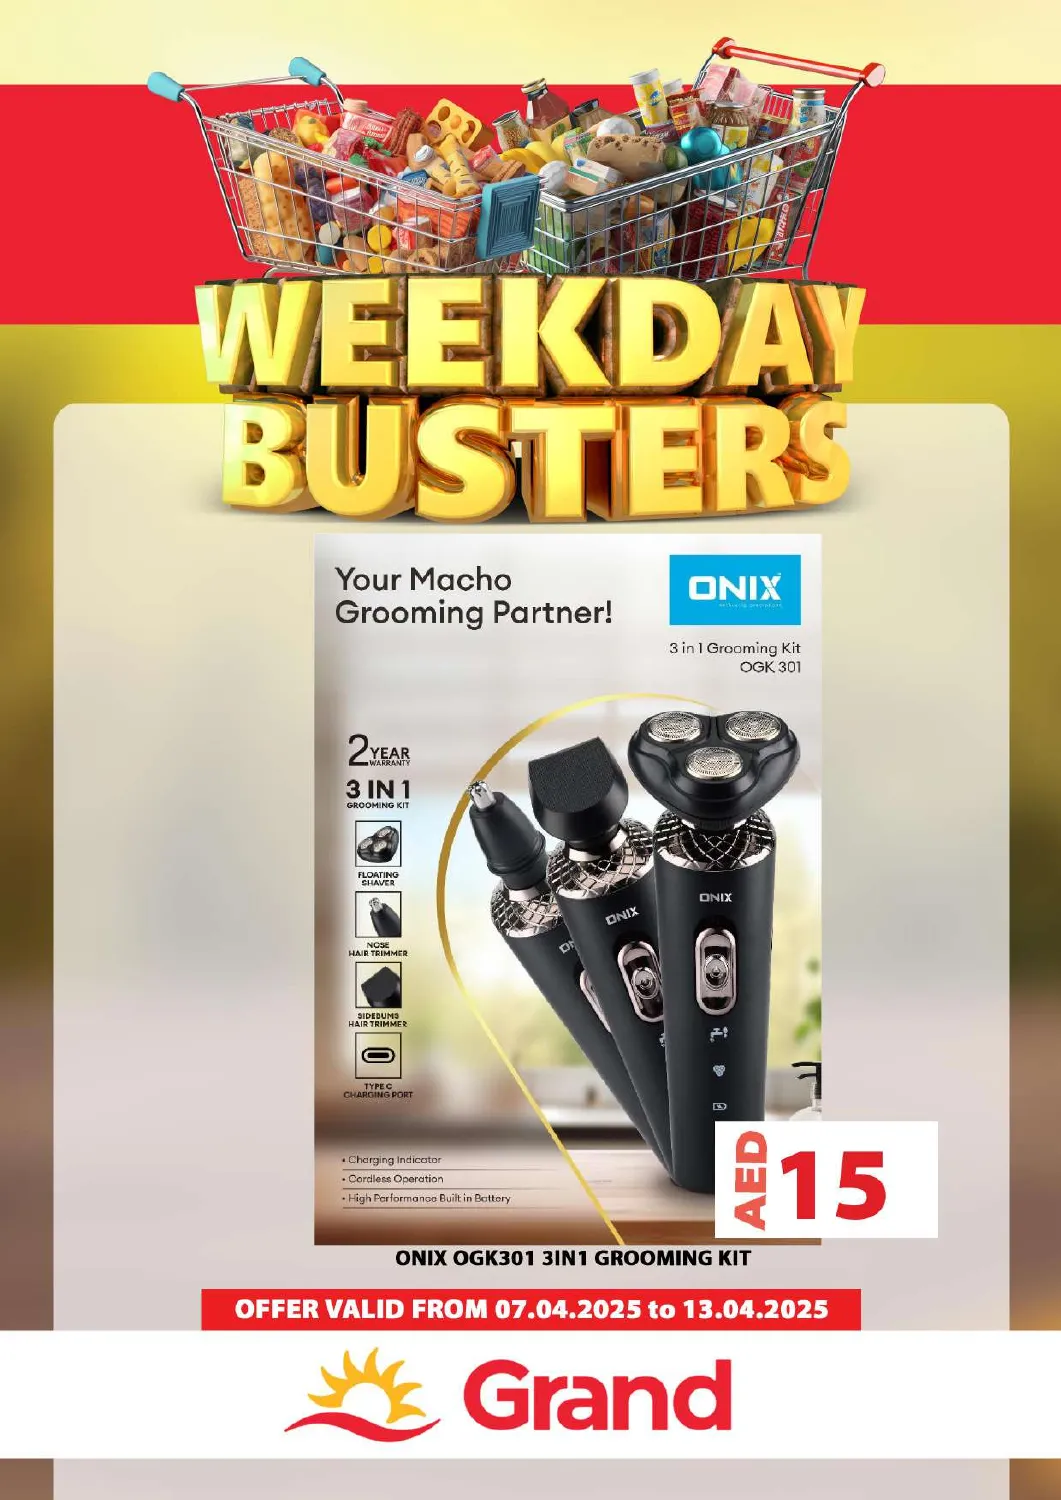 WEEKDAY
BUSTERS
Your Macho
Grooming Partner!
ONIX
3 in 1 Grooming Kit
OGK 301
2 YEAR
WARRANTY
3 IN 1
GROOMING KIT
FLOATING
SHAVER
NOSE
HAIR TRIMMER
SIDEBUNS
HAIR TRIMMER
TYPE C
CHARGING PORT
ONIX
ONIX
ON
• Charging Indicator
• Cordless Operation
• High Performance Built in Battery
AED 15
ONIX OGK301 3IN1 GROOMING KIT
OFFER VALID FROM 07.04.2025 to 13.04.2025
Grand